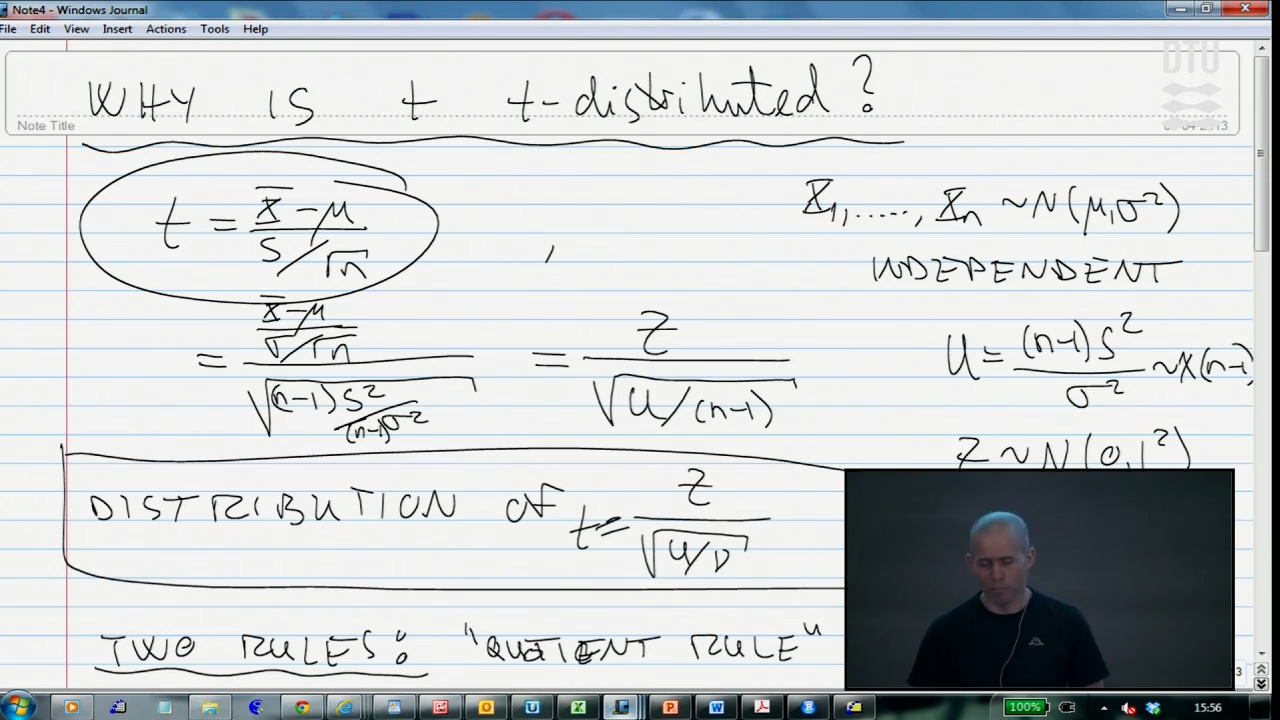 Note4 - Windows Journal
File Edit View Insert Actions Tools Help
DTU
WHY IS t t-distributed?
Note Title
t = (X̄ - μ) / (S/√n) ,
X₁, ....., Xₙ ~ N(μ, σ²)
INDEPENDENT
= ((X̄ - μ) / (σ/√n)) / √((n-1)S² / (n-1)σ²) = Z / √(U/(n-1))
U = (n-1)S² / σ² ~ χ(n-1)
Z ~ N(0, 1²)
DISTRIBUTION of t = Z / √(U/ν)
TWO RULES: "QUOTIENT RULE"
100% 15:56